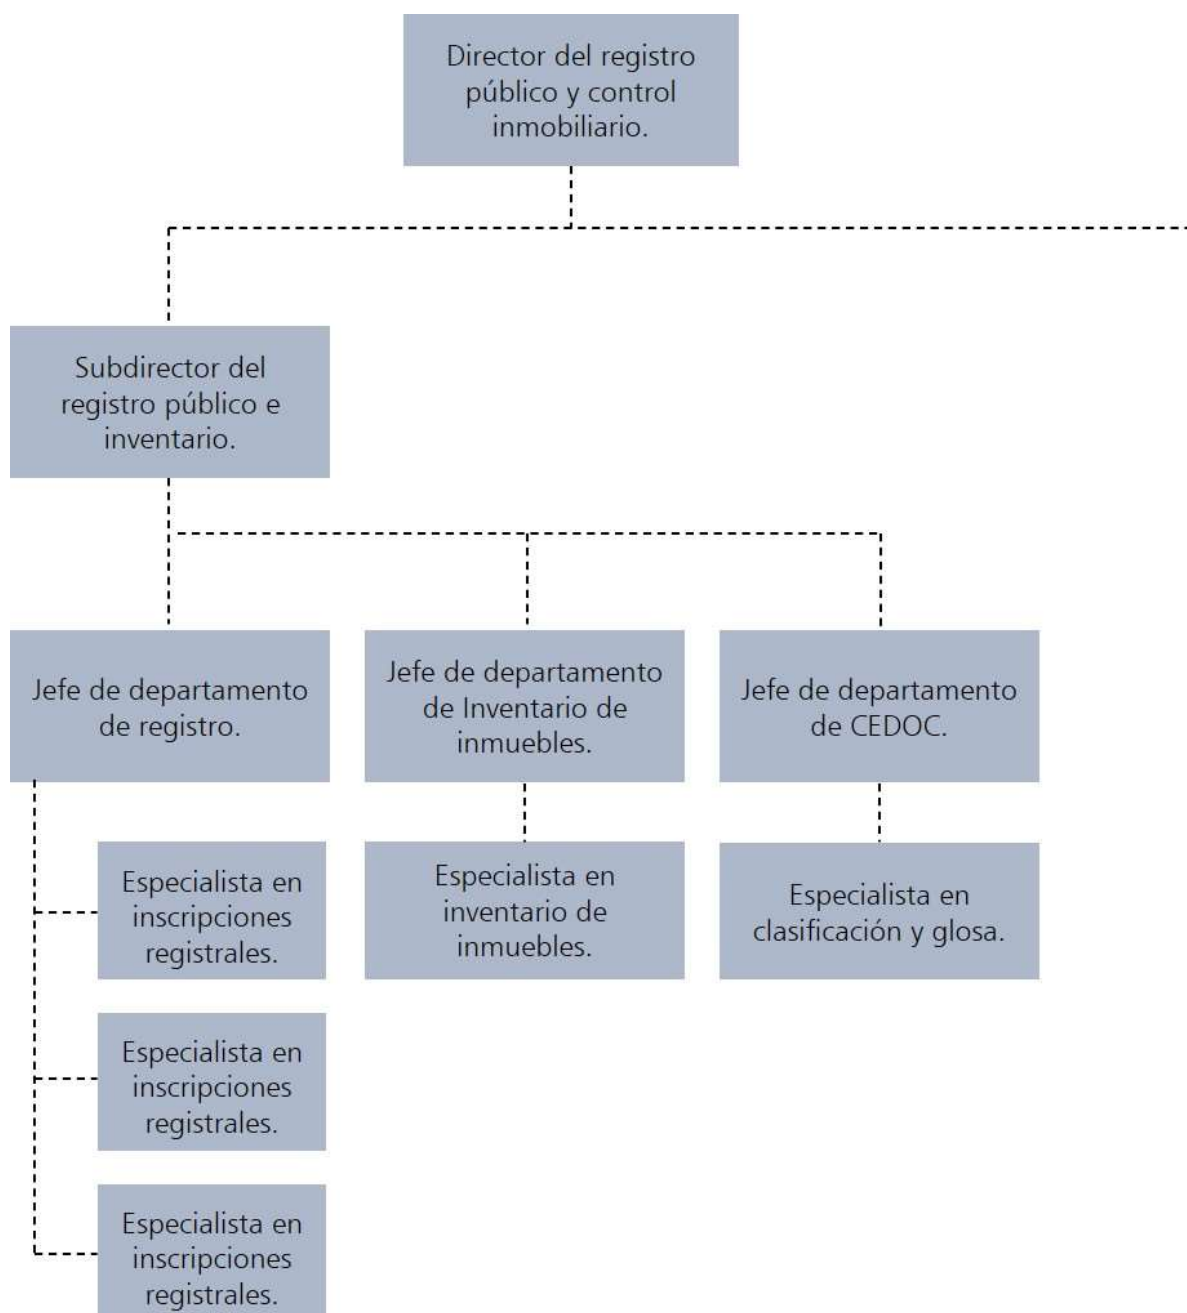 Director del registro
público y control
inmobiliario.
Subdirector del
registro público e
inventario.
Jefe de departamento
de registro.
Jefe de departamento
de Inventario de
inmuebles.
Jefe de departamento
de CEDOC.
Especialista en
inscripciones
registrales.
Especialista en
inventario de
inmuebles.
Especialista en
clasificación y glosa.
Especialista en
inscripciones
registrales.
Especialista en
inscripciones
registrales.